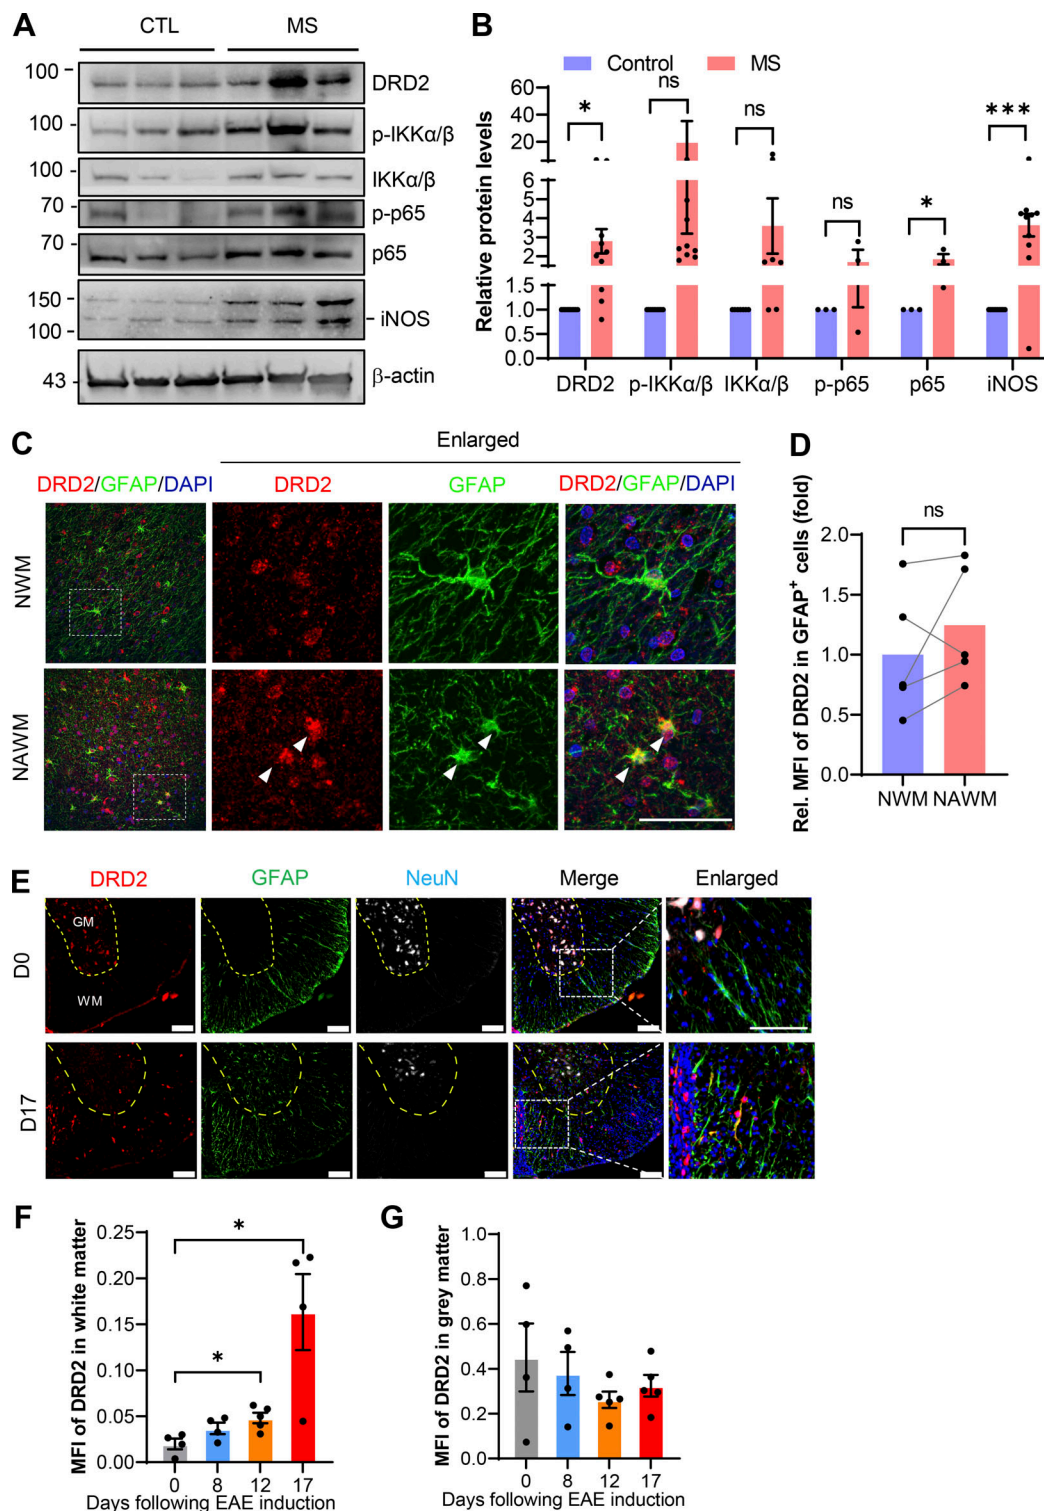 A
CTL MS
100
DRD2
100
p-IKKα/β
100
IKKα/β
70
p-p65
70
p65
150
100
iNOS
43
β-actin
B
Control MS
Relative protein levels
60
40
20
6
5
4
3
2
1.0
0.5
0.0
* ns ns ns * ***
DRD2 p-IKKα/β IKKα/β p-p65 p65 iNOS
C
Enlarged
DRD2/GFAP/DAPI DRD2 GFAP DRD2/GFAP/DAPI
NWM
NAWM
D
Rel. MFI of DRD2 in GFAP⁺ cells (fold)
ns
2.0
1.5
1.0
0.5
0.0
NWM NAWM
E
DRD2 GFAP NeuN Merge Enlarged
D0
GM
WM
D17
F
MFI of DRD2 in white matter
0.25
0.20
0.15
0.10
0.05
0.00
*
*
0 8 12 17
Days following EAE induction
G
MFI of DRD2 in grey matter
1.0
0.8
0.6
0.4
0.2
0.0
0 8 12 17
Days following EAE induction